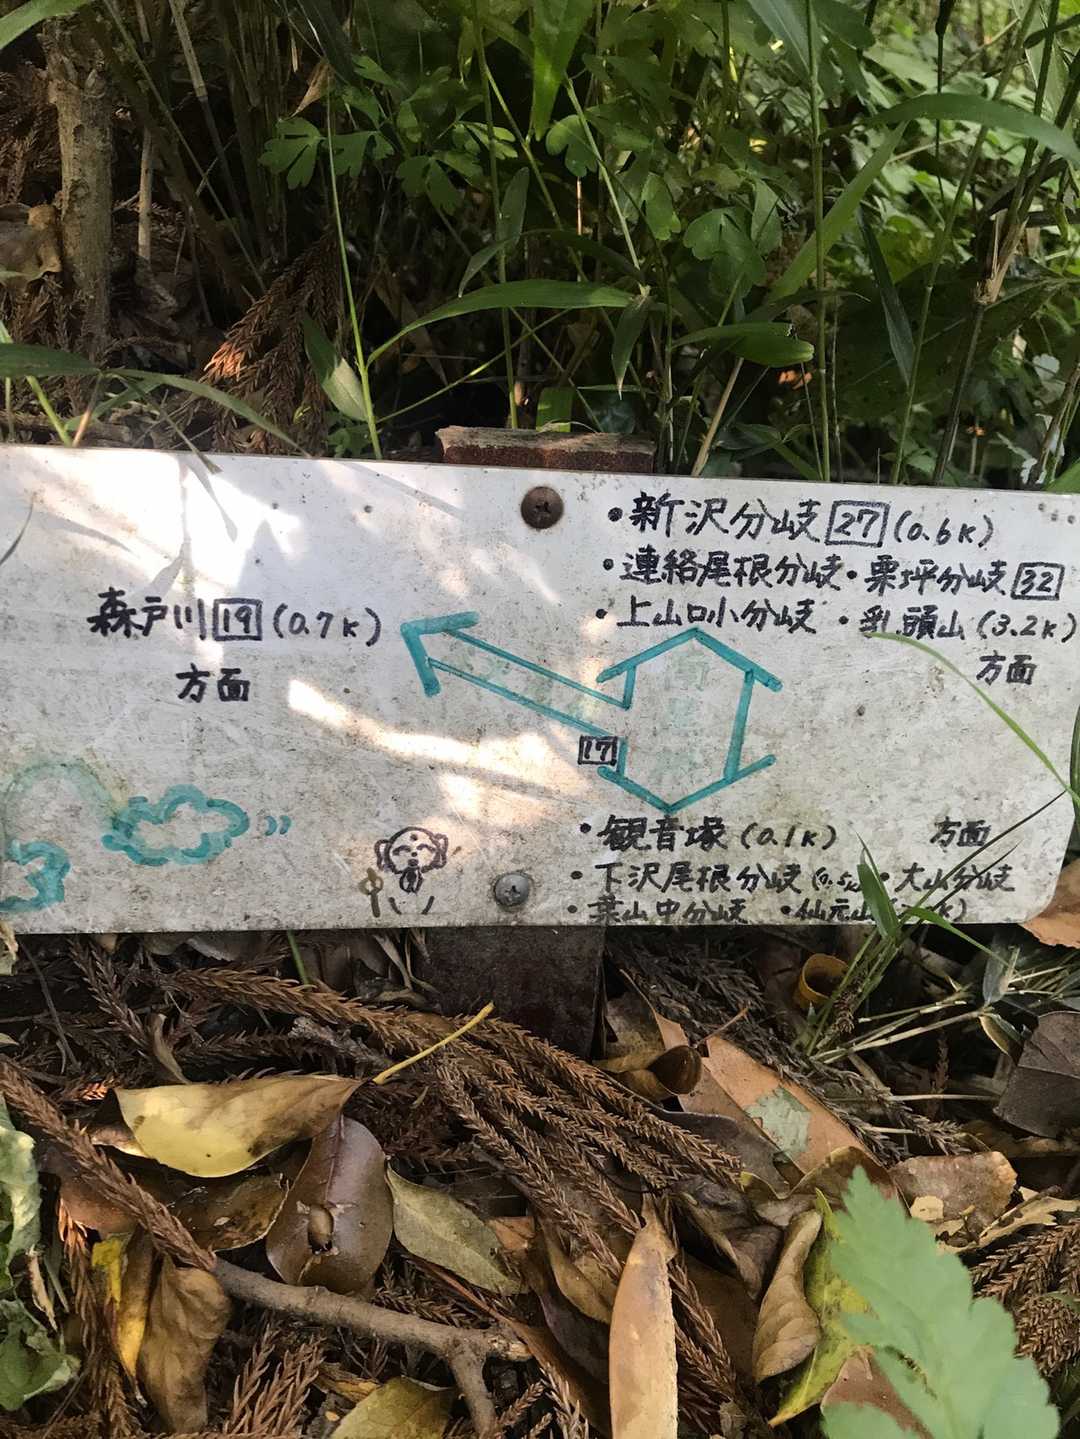 ・新沢分岐 27 (0.6K)
・連絡尾根分岐・栗坪分岐 32
・上山口小分岐 ・乳頭山 (3.2K)
方面
森戸川 19 (0.7K)
方面
17
・観音塚 (0.1K) 方面
・下沢尾根分岐 ・大山分岐
・葉山中分岐 ・仙元山